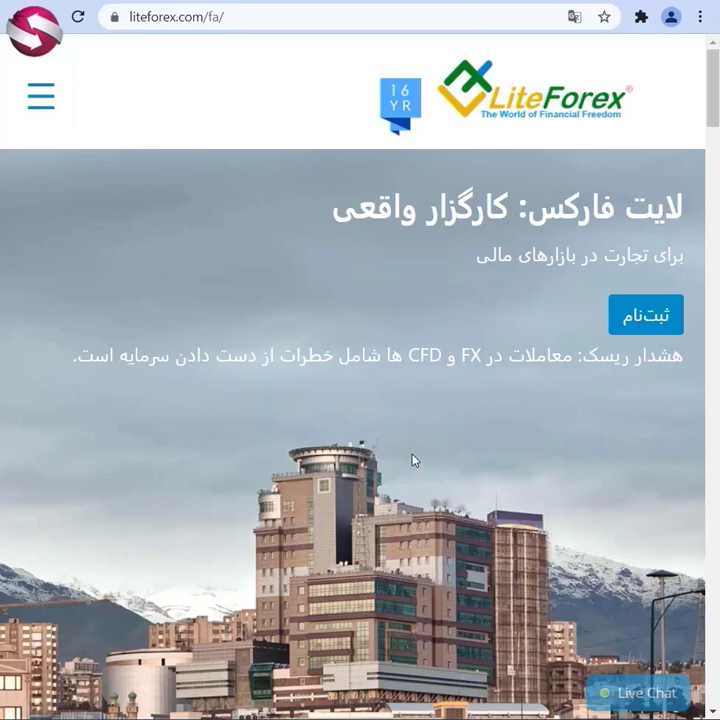 liteforex.com/fa/
16
YR
LiteForex®
The World of Financial Freedom
لایت فارکس: کارگزار واقعی
برای تجارت در بازارهای مالی
ثبت‌نام
هشدار ریسک: معاملات در FX و CFD ها شامل خطرات از دست دادن سرمایه است.
Live Chat